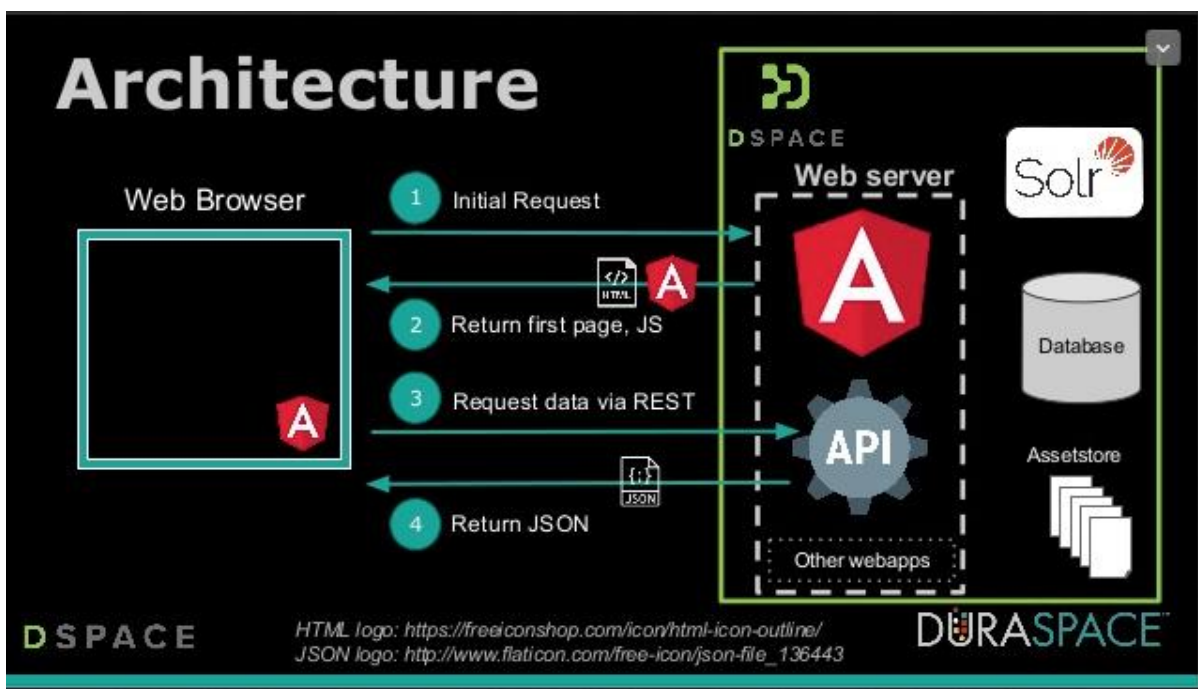 Architecture
DSPACE
Solr
Web server
Web Browser
1
Initial Request
A
</>
HTML
A
2
Return first page, JS
Database
3
Request data via REST
A
API
Assetstore
{;}
JSON
4
Return JSON
Other webapps
DSPACE
HTML logo: https://freeiconshop.com/icon/html-icon-outline/
JSON logo: http://www.flaticon.com/free-icon/json-file_136443
DURASPACE